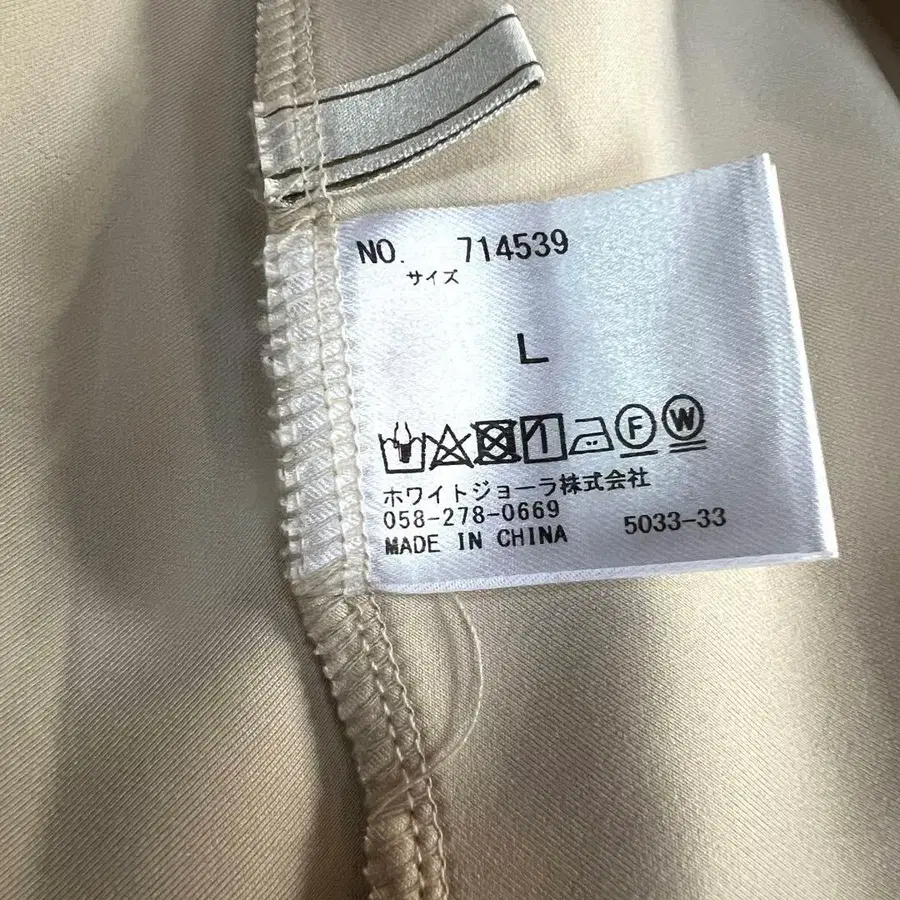 NO. 714539
サイズ
L
F W
ホワイトジョーラ株式会社
058-278-0669
MADE IN CHINA 5033-33